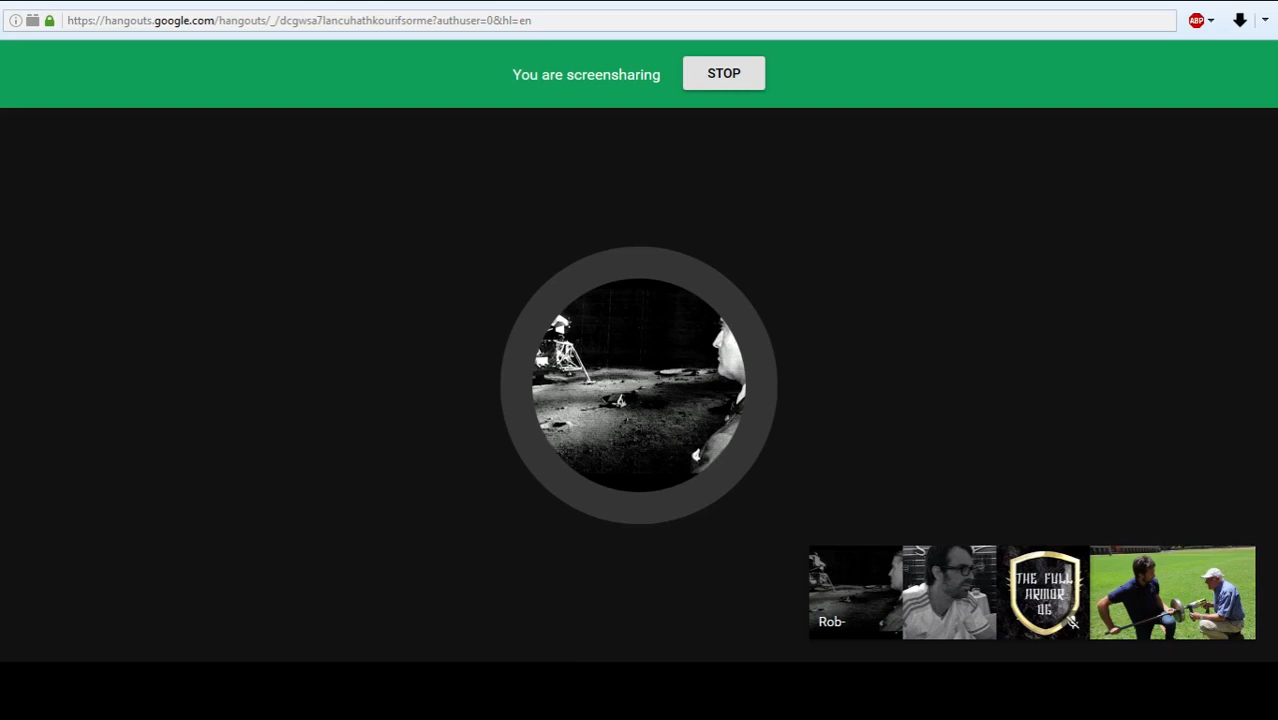 https://hangouts.google.com/hangouts/_/dcgwsa7lancuhathkourifsorme?authuser=0&hl=en
ABP
You are screensharing STOP
THE FULL
ARMOR
OG
Rob-